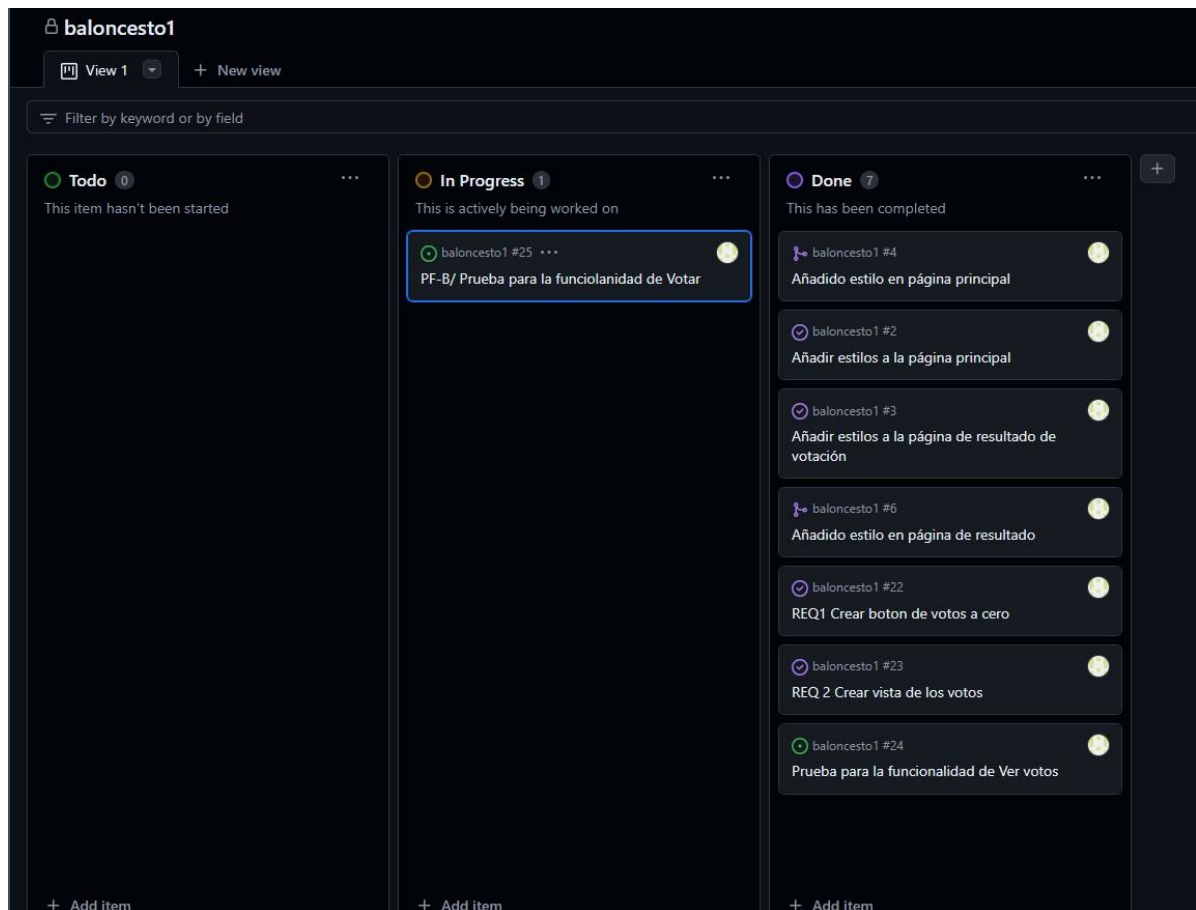 baloncesto1
View 1
New view
Filter by keyword or by field
Todo 0
This item hasn't been started
Add item
In Progress 1
This is actively being worked on
baloncesto1 #25
PF-B/ Prueba para la funciolanidad de Votar
Add item
Done 7
This has been completed
baloncesto1 #4
Añadido estilo en página principal
baloncesto1 #2
Añadir estilos a la página principal
baloncesto1 #3
Añadir estilos a la página de resultado de
votación
baloncesto1 #6
Añadido estilo en página de resultado
baloncesto1 #22
REQ1 Crear boton de votos a cero
baloncesto1 #23
REQ 2 Crear vista de los votos
baloncesto1 #24
Prueba para la funcionalidad de Ver votos
Add item